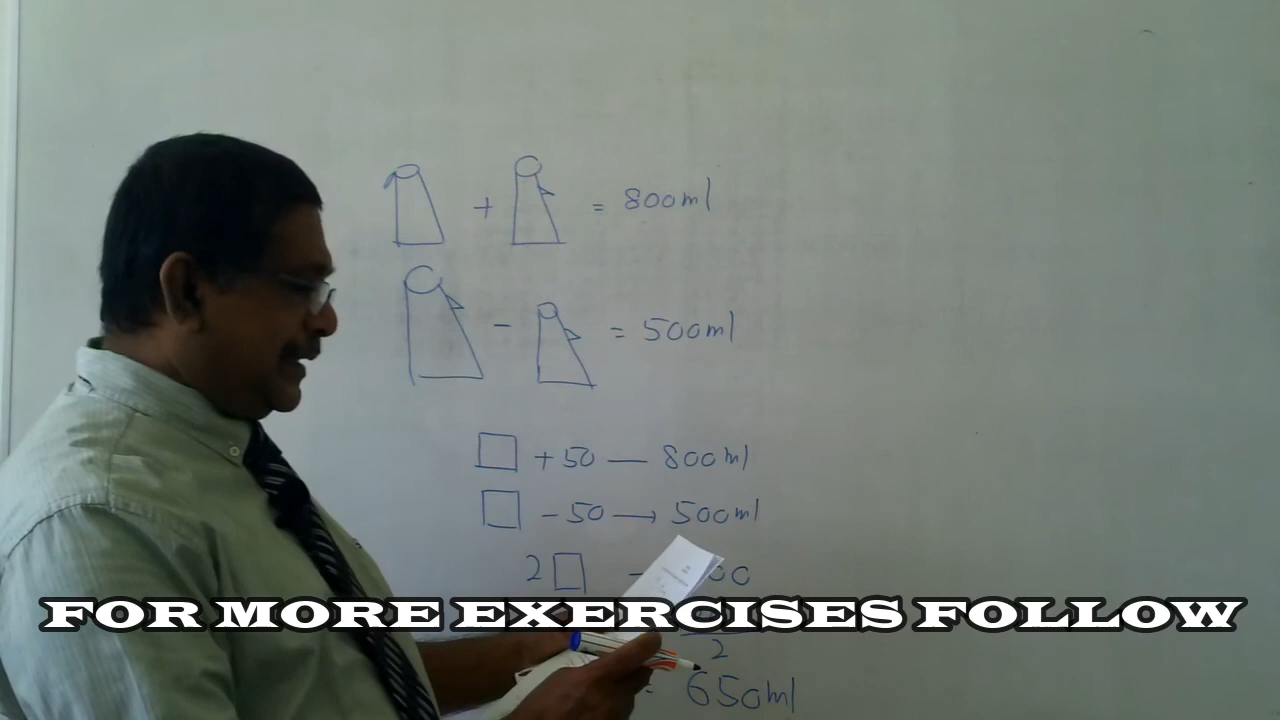 + = 800ml
- = 500ml
□ + 50 — 800ml
□ - 50 → 500ml
2 □
FOR MORE EXERCISES FOLLOW
2
650ml